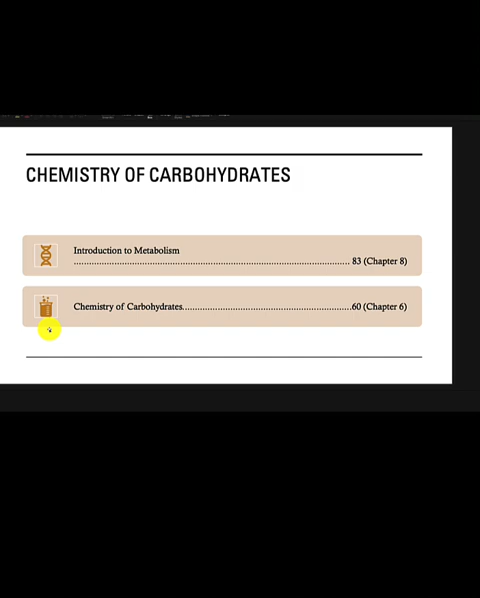 CHEMISTRY OF CARBOHYDRATES
Introduction to Metabolism
........................................................................................................ 83 (Chapter 8)
Chemistry of Carbohydrates................................................................60 (Chapter 6)